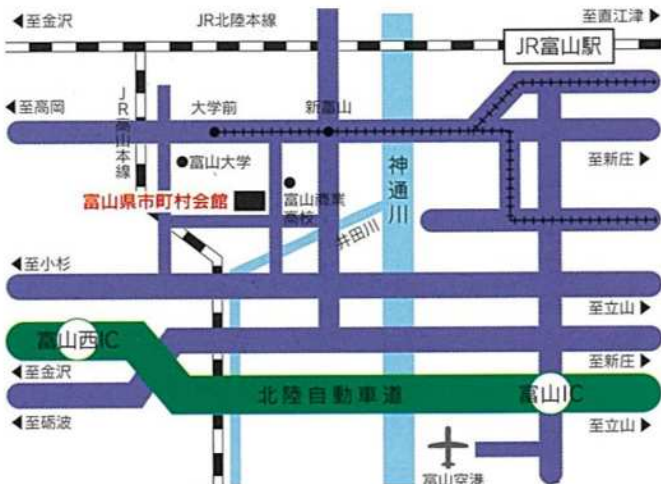 ◀至金沢
JR北陸本線
至直江津▶
JR富山駅
◀至高岡
JR高山本線
大学前
新富山
富山大学
至新庄▶
神通川
富山県市町村会館
富山商業
高校
井田川
◀至小杉
至立山▶
富山西IC
至新庄▶
◀至金沢
北陸自動車道
富山IC
◀至砺波
至立山▶
富山空港